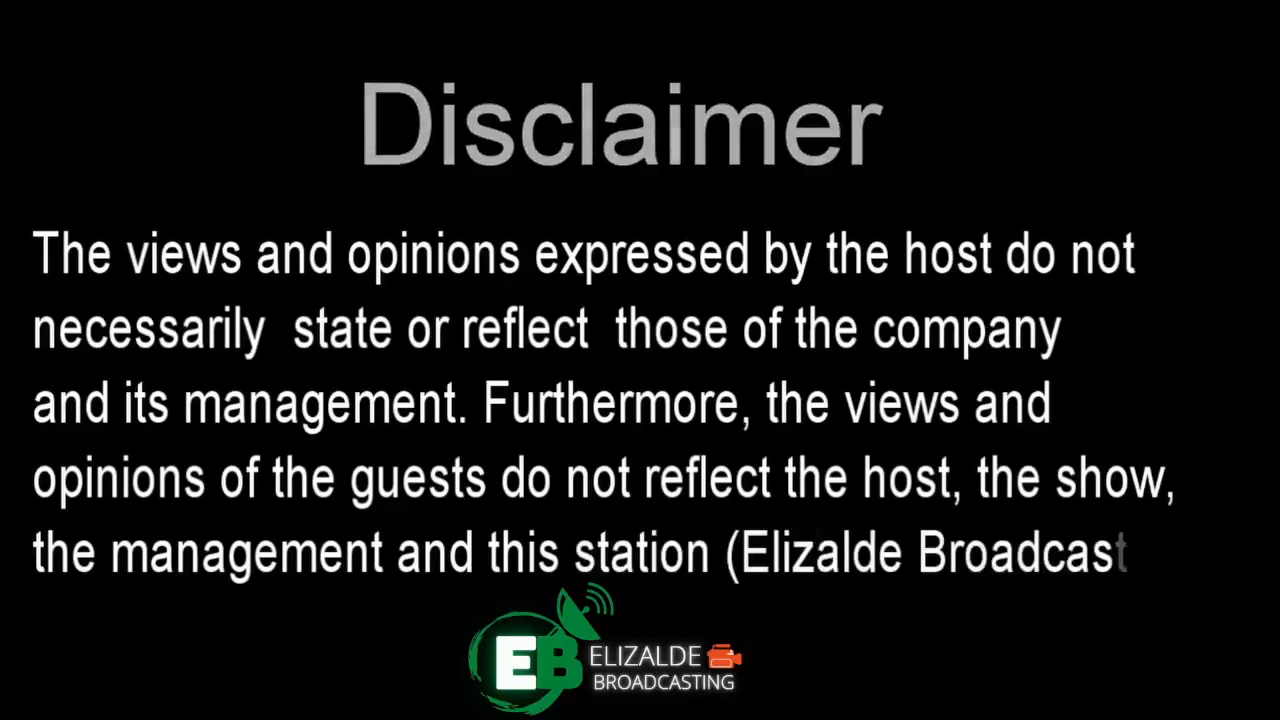 Disclaimer
The views and opinions expressed by the host do not
necessarily  state or reflect  those of the company
and its management. Furthermore, the views and
opinions of the guests do not reflect the host, the show,
the management and this station (Elizalde Broadcast
EB
ELIZALDE
BROADCASTING